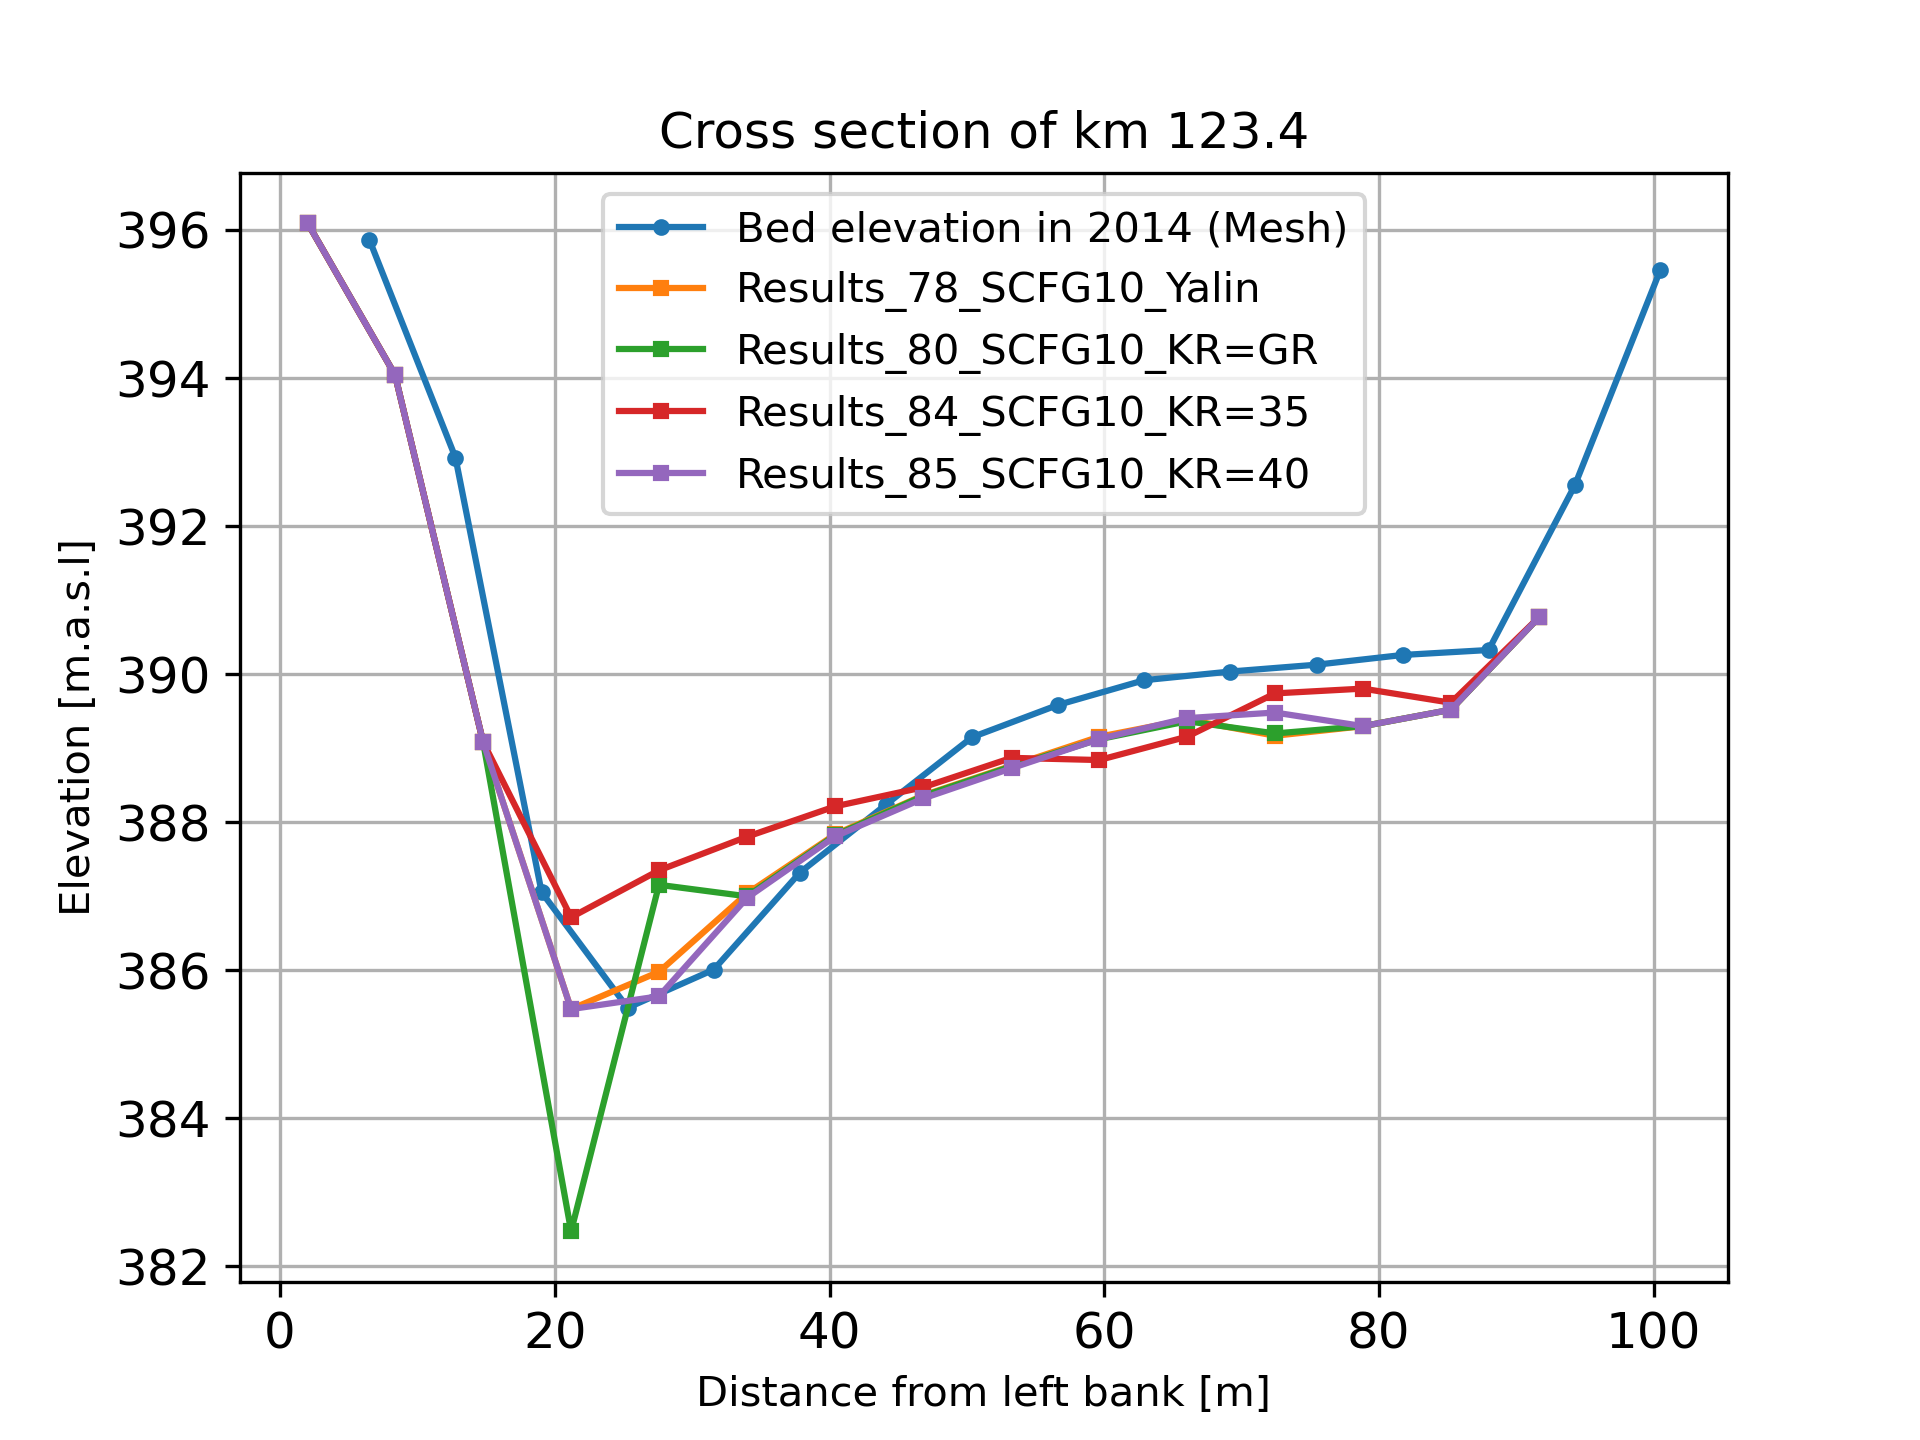 Cross section of km 123.4
Bed elevation in 2014 (Mesh)
Results_78_SCFG10_Yalin
Results_80_SCFG10_KR=GR
Results_84_SCFG10_KR=35
Results_85_SCFG10_KR=40
396
394
392
390
388
386
384
382
Elevation [m.a.s.l]
0 20 40 60 80 100
Distance from left bank [m]